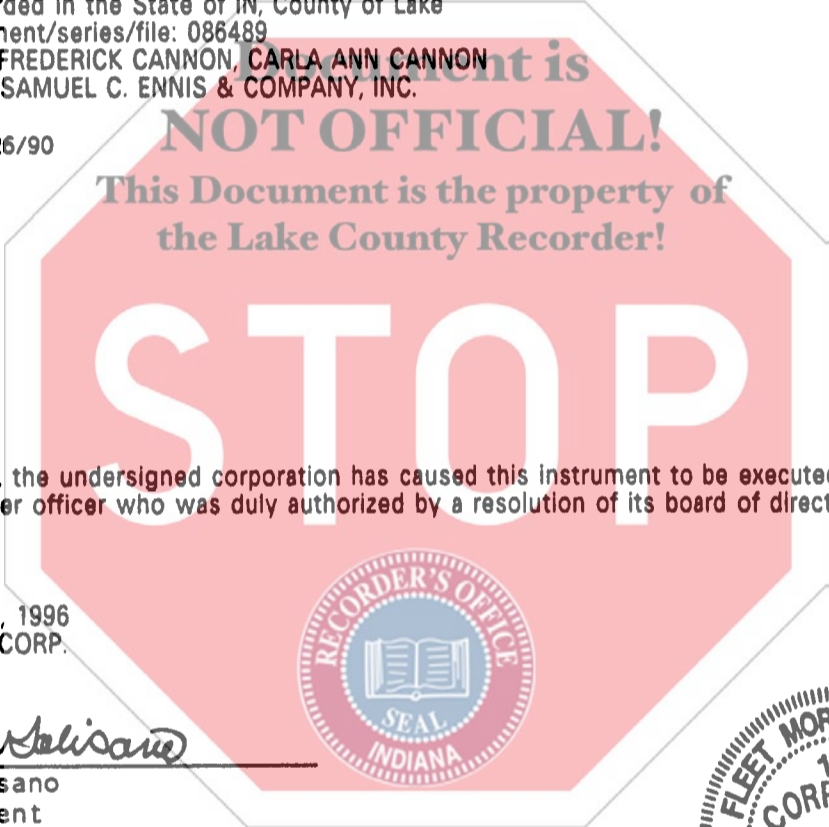 ded in the State of IN, County of Lake
ent/series/file: 086489
FREDERICK CANNON, CARLA ANN CANNON
SAMUEL C. ENNIS & COMPANY, INC.
6/90
Document is
NOT OFFICIAL!
This Document is the property of
the Lake County Recorder!
STOP
, the undersigned corporation has caused this instrument to be execute
er officer who was duly authorized by a resolution of its board of direct
, 1996
CORP.
RECORDER'S OFFICE
SEAL
INDIANA
Salisano
sano
ent
FLEET MOR
CORP